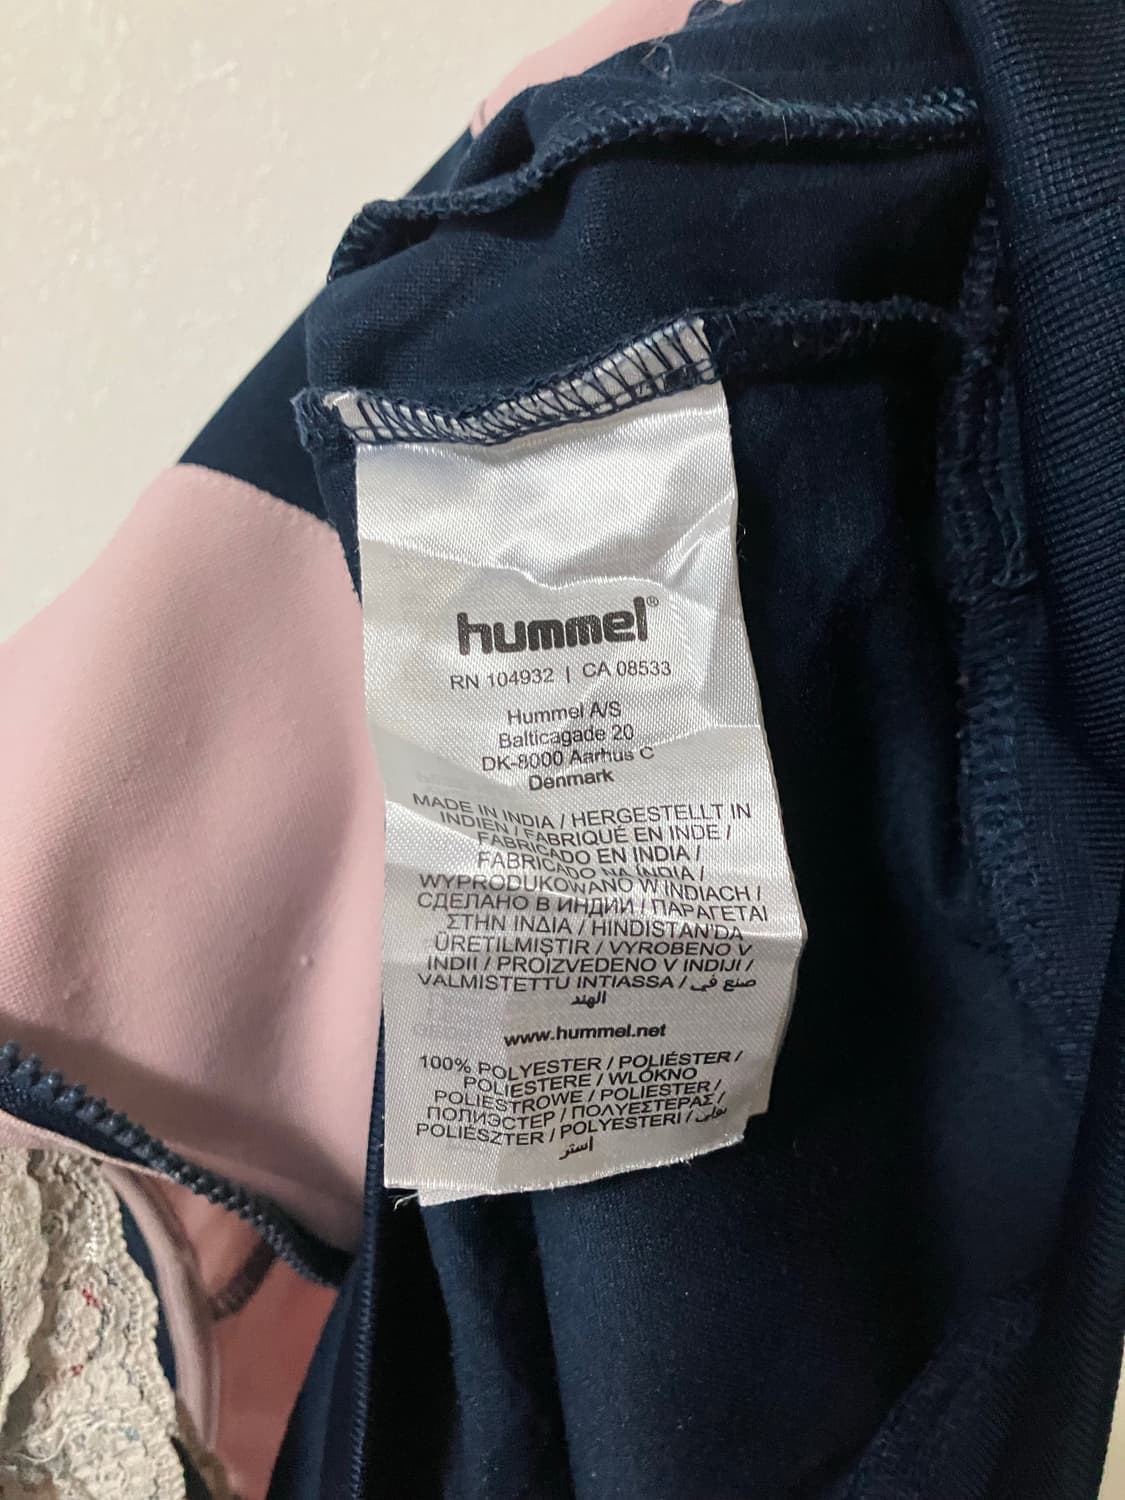 hummel®
RN 104932 | CA 08533
Hummel A/S
Balticagade 20
DK-8000 Aarhus C
Denmark
MADE IN INDIA / HERGESTELLT IN
INDIEN / FABRIQUÉ EN INDE /
FABRICADO EN INDIA /
FABRICADO NA ÍNDIA /
WYPRODUKOWANO W INDIACH /
СДЕЛАНО В ИНДИИ / ΠΑΡΑΓΕΤΑΙ
ΣΤΗΝ ΙΝΔΙΑ / HINDISTAN'DA
ÜRETILMIŞTIR / VYROBENO V
INDII / PROIZVEDENO V INDIJI /
VALMISTETTU INTIASSA / صنع في
الهند
www.hummel.net
100% POLYESTER / POLIÉSTER /
POLIESTERE / WLÓKNO
POLIESTROWE / POLIESTER /
ПОЛИЭСТЕР / ΠΟΛΥΕΣΤΕΡΑΣ /
POLIÉSZTER / POLYESTERI / بولي
استر